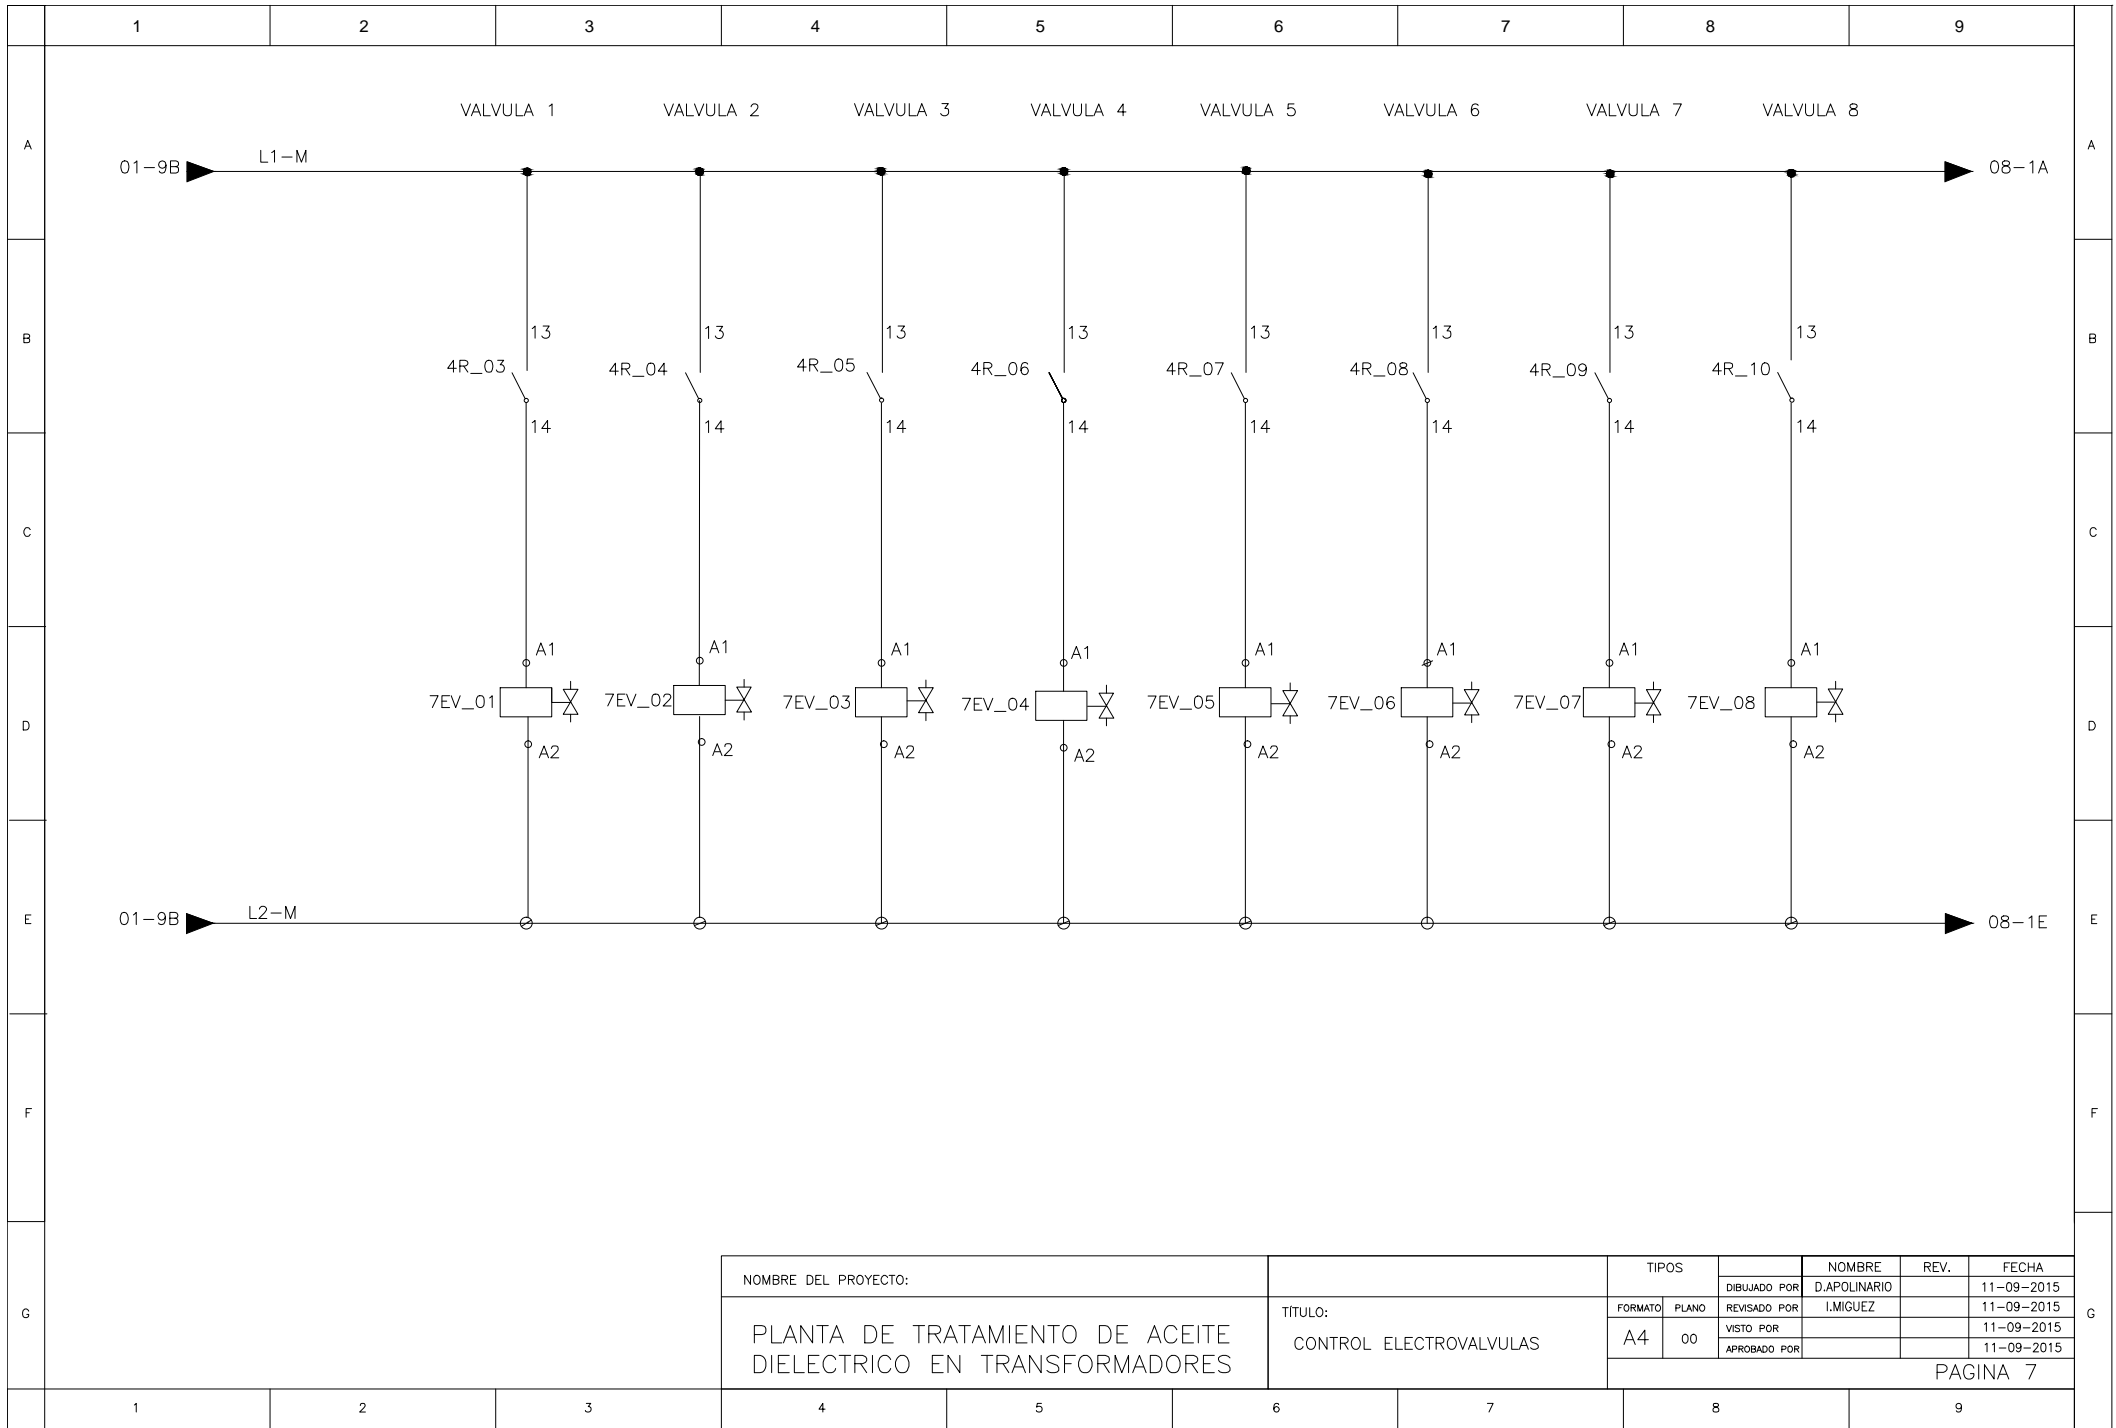 1 2 3 4 5 6 7 8 9
VALVULA 1 VALVULA 2 VALVULA 3 VALVULA 4 VALVULA 5 VALVULA 6 VALVULA 7 VALVULA 8
A A
01-9B L1-M 08-1A
13 13 13 13 13 13 13 13
B B
4R_03 4R_04 4R_05 4R_06 4R_07 4R_08 4R_09 4R_10
14 14 14 14 14 14 14 14
C C
A1 A1 A1 A1 A1 A1 A1 A1
7EV_01 7EV_02 7EV_03 7EV_04 7EV_05 7EV_06 7EV_07 7EV_08
D D
A2 A2 A2 A2 A2 A2 A2 A2
01-9B L2-M 08-1E
E E
F F
G G
NOMBRE DEL PROYECTO:
PLANTA DE TRATAMIENTO DE ACEITE
DIELECTRICO EN TRANSFORMADORES
TÍTULO:
CONTROL ELECTROVALVULAS
TIPOS NOMBRE REV. FECHA
DIBUJADO POR D.APOLINARIO 11-09-2015
FORMATO PLANO REVISADO POR I.MIGUEZ 11-09-2015
A4 00 VISTO POR 11-09-2015
APROBADO POR 11-09-2015
PAGINA 7
1 2 3 4 5 6 7 8 9